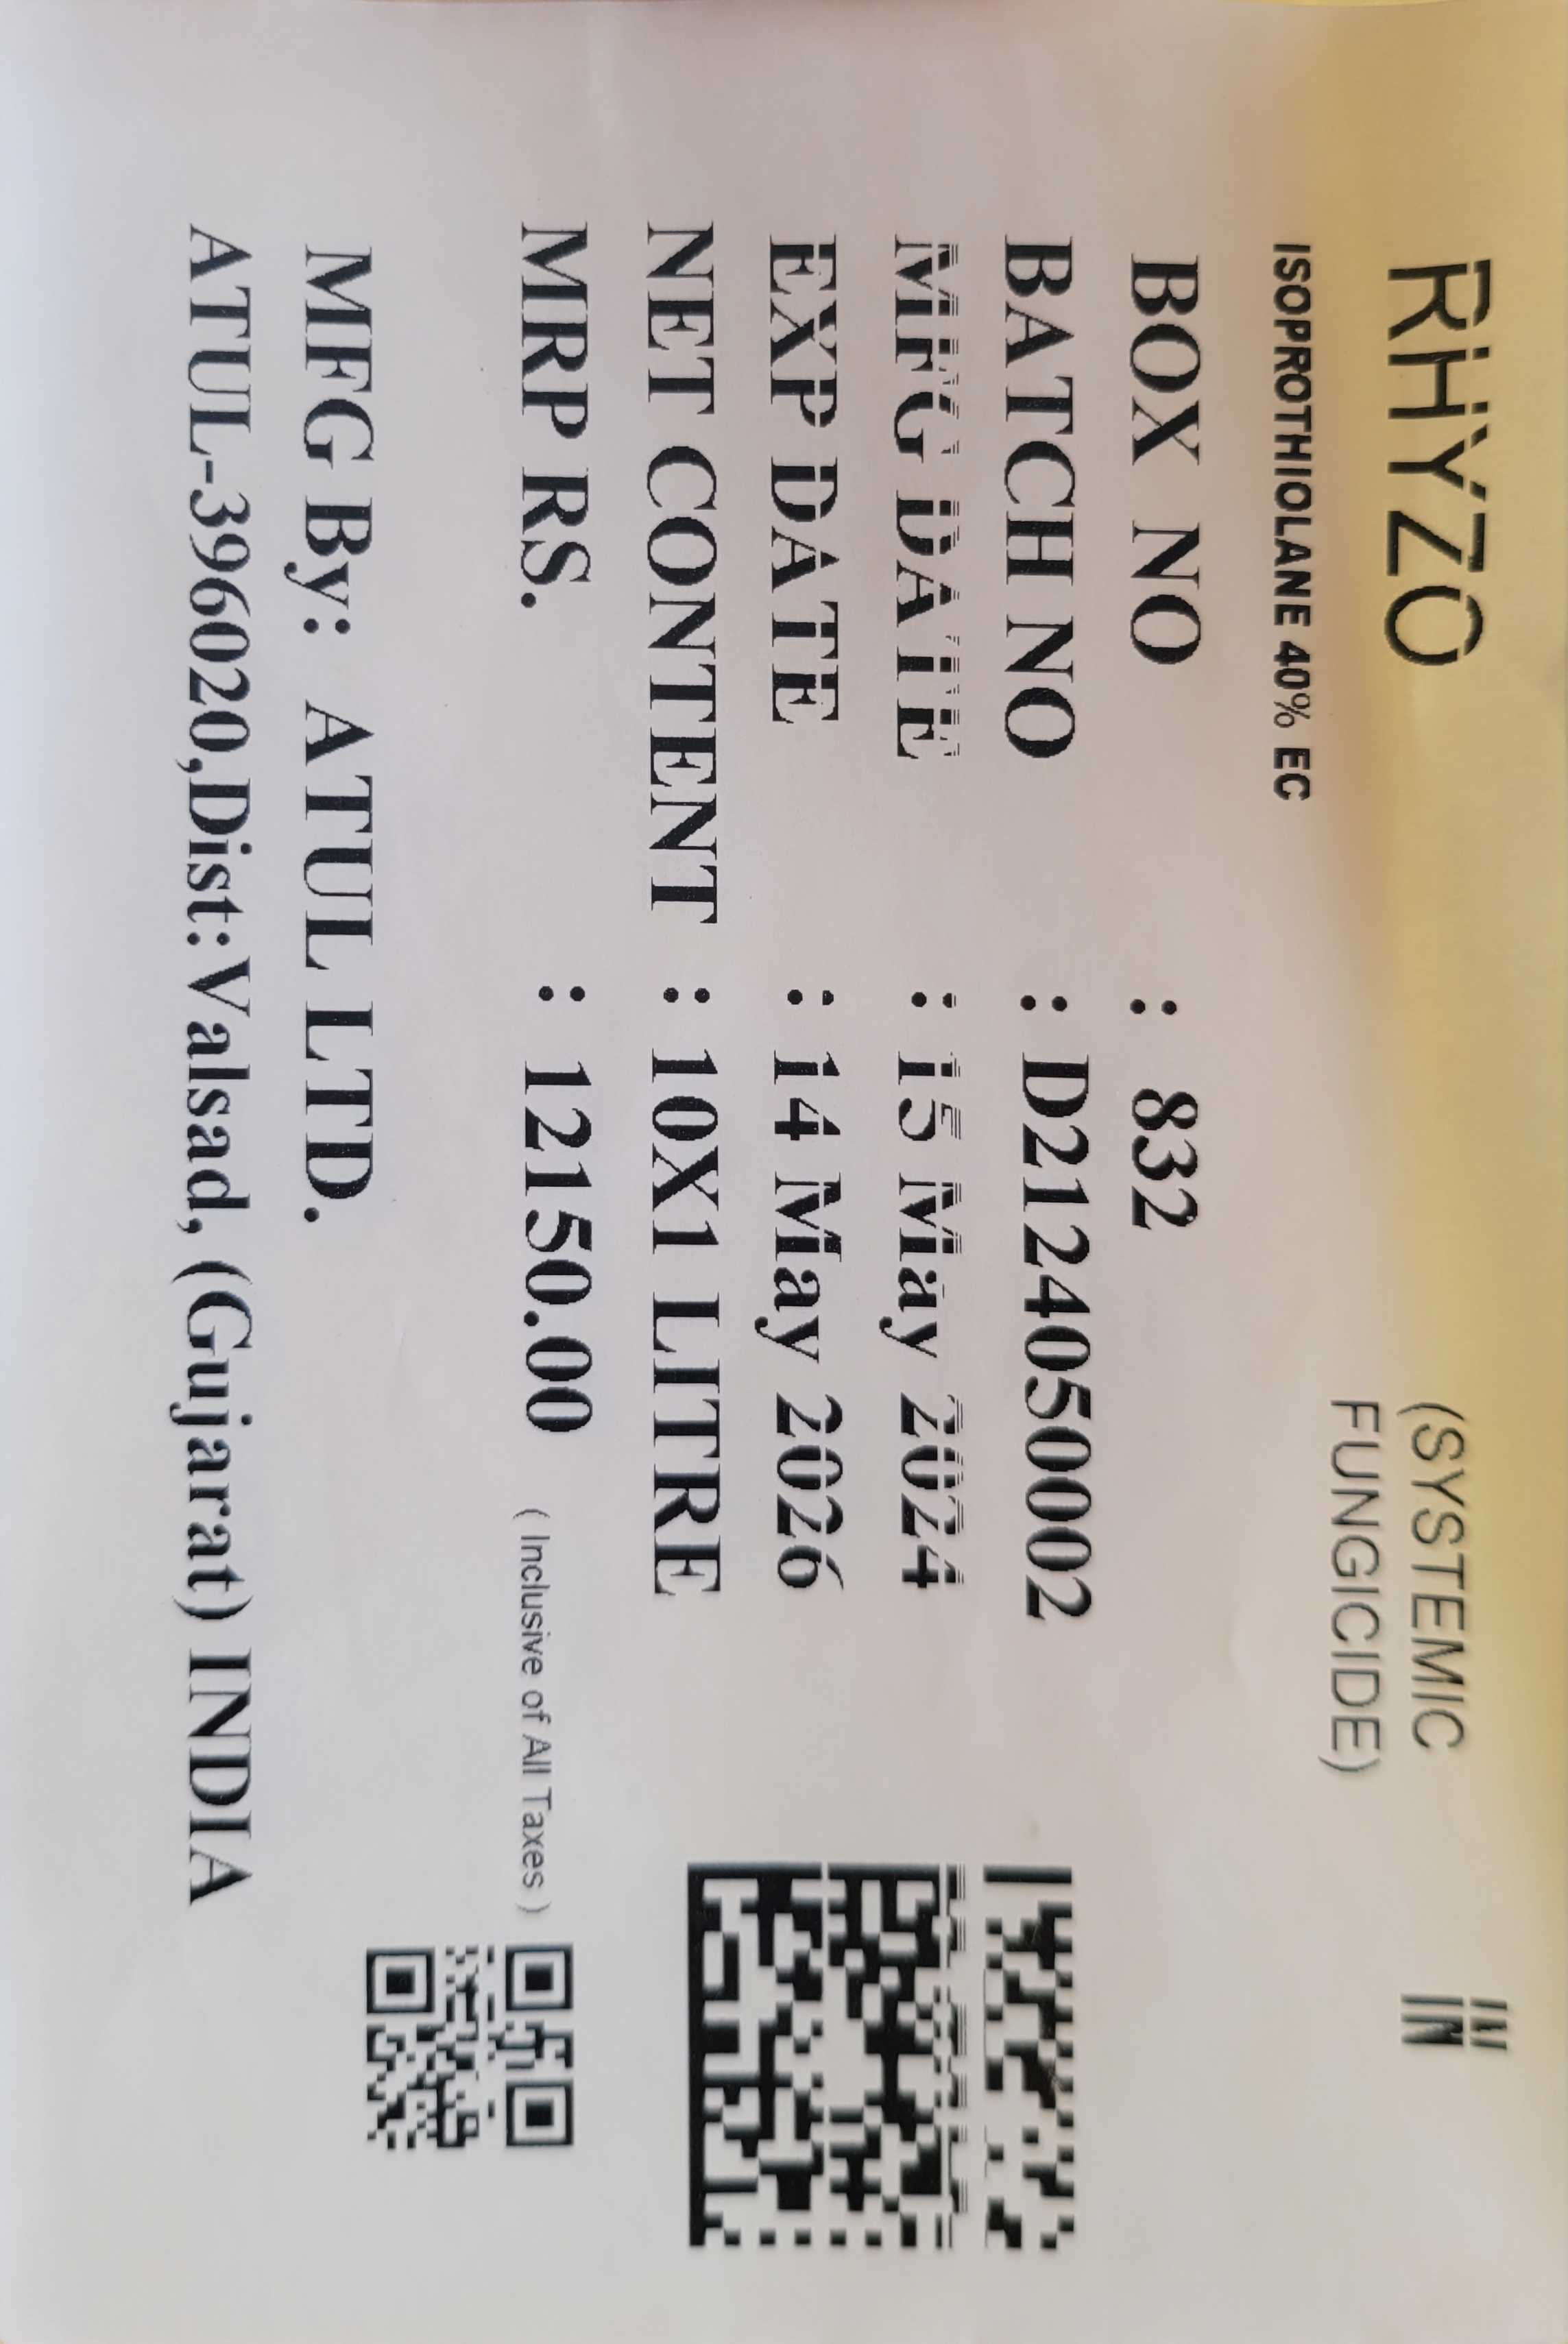 RHYZO
(SYSTEMIC
FUNGICIDE)
IN
ISOPROTHIOLANE 40% EC
BOX NO : 832
BATCH NO : D212405002
MFG DATE : 15 May 2024
EXP DATE : 14 May 2026
NET CONTENT : 10X1 LITRE
MRP RS. : 12150.00 ( Inclusive of All Taxes )
MFG By: ATUL LTD.
ATUL-396020,Dist:Valsad, (Gujarat) INDIA